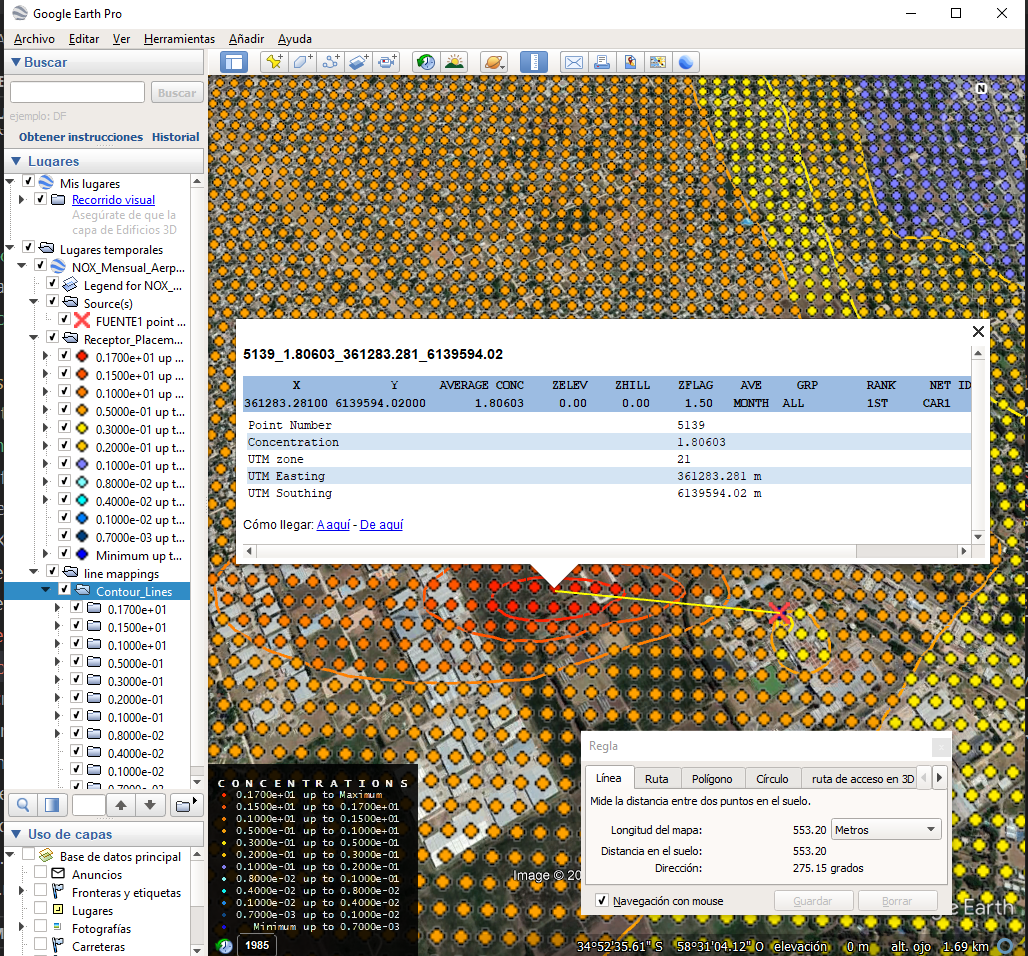 Google Earth Pro
Archivo Editar Ver Herramientas Añadir Ayuda
Buscar
Buscar
ejemplo: DF
Obtener instrucciones Historial
Lugares
Mis lugares
Recorrido visual
Asegúrate de que la
capa de Edificios 3D
Lugares temporales
NOX_Mensual_Aerp...
Legend for NOX_...
Source(s)
FUENTE1 point ...
Receptor_Placem...
0.1700e+01 up ...
0.1500e+01 up t...
0.1000e+01 up t...
0.5000e-01 up t...
0.3000e-01 up t...
0.2000e-01 up t...
0.1000e-01 up t...
0.8000e-02 up t...
0.4000e-02 up t...
0.1000e-02 up t...
0.7000e-03 up t...
Minimum up t...
line mappings
Contour_Lines
0.1700e+01
0.1500e+01
0.1000e+01
0.5000e-01
0.3000e-01
0.2000e-01
0.1000e-01
0.8000e-02
0.4000e-02
0.1000e-02
0.7000e-03
Uso de capas
Base de datos principal
Anuncios
Fronteras y etiquetas
Lugares
Fotografías
Carreteras
N
5139_1.80603_361283.281_6139594.02
X Y AVERAGE CONC ZELEV ZHILL ZFLAG AVE GRP RANK NET ID
361283.28100 6139594.02000 1.80603 0.00 0.00 1.50 MONTH ALL 1ST CAR1
Point Number 5139
Concentration 1.80603
UTM zone 21
UTM Easting 361283.281 m
UTM Southing 6139594.02 m
Cómo llegar: A aquí - De aquí
CONCENTRATIONS
0.1700e+01 up to Maximum
0.1500e+01 up to 0.1700e+01
0.1000e+01 up to 0.1500e+01
0.5000e-01 up to 0.1000e+01
0.3000e-01 up to 0.5000e-01
0.2000e-01 up to 0.3000e-01
0.1000e-01 up to 0.2000e-01
0.8000e-02 up to 0.1000e-01
0.4000e-02 up to 0.8000e-02
0.1000e-02 up to 0.4000e-02
0.7000e-03 up to 0.1000e-02
Minimum up to 0.7000e-03
1985
Image © 20
Regla
Línea Ruta Polígono Círculo ruta de acceso en 3D
Mide la distancia entre dos puntos en el suelo.
Longitud del mapa: 553.20 Metros
Distancia en el suelo: 553.20
Dirección: 275.15 grados
Navegación con mouse Guardar Borrar
Earth
34°52'35.61" S 58°31'04.12" O elevación 0 m alt. ojo 1.69 km